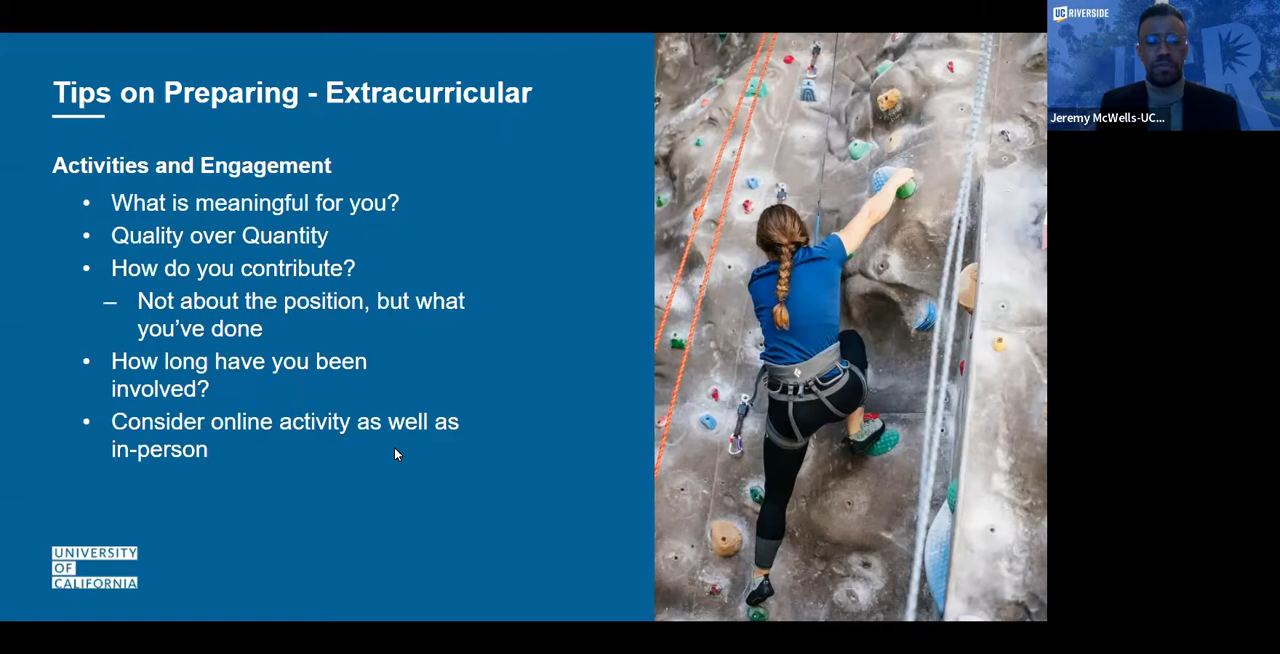 Tips on Preparing - Extracurricular
Activities and Engagement
• What is meaningful for you?
• Quality over Quantity
• How do you contribute?
– Not about the position, but what
you've done
• How long have you been
involved?
• Consider online activity as well as
in-person
UNIVERSITY
OF
CALIFORNIA
UC RIVERSIDE
UCR
Jeremy McWells-UC...